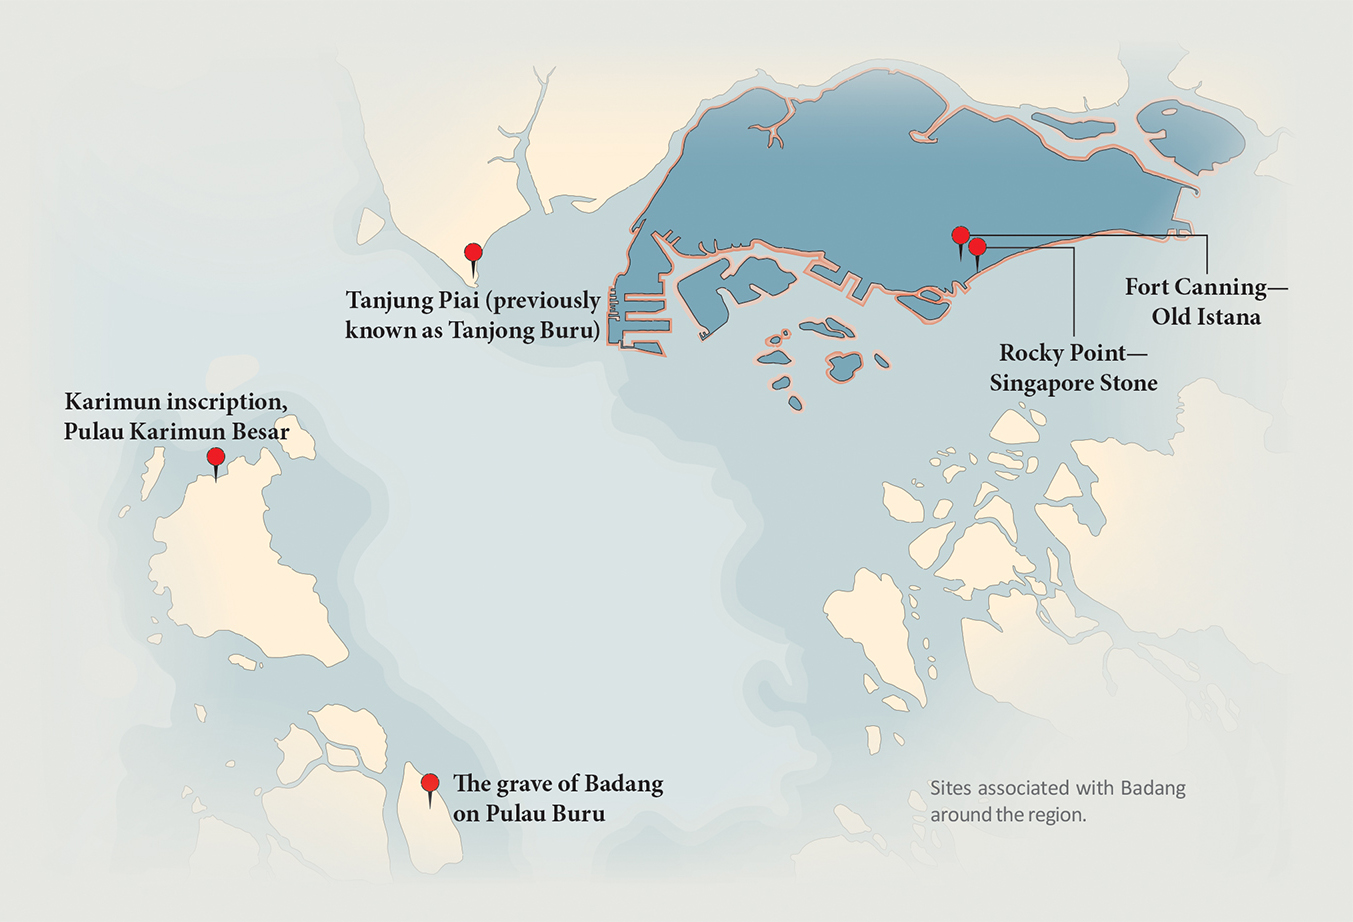 Tanjung Piai (previously
known as Tanjong Buru)
Fort Canning—
Old Istana
Rocky Point—
Singapore Stone
Karimun inscription,
Pulau Karimun Besar
The grave of Badang
on Pulau Buru
Sites associated with Badang
around the region.